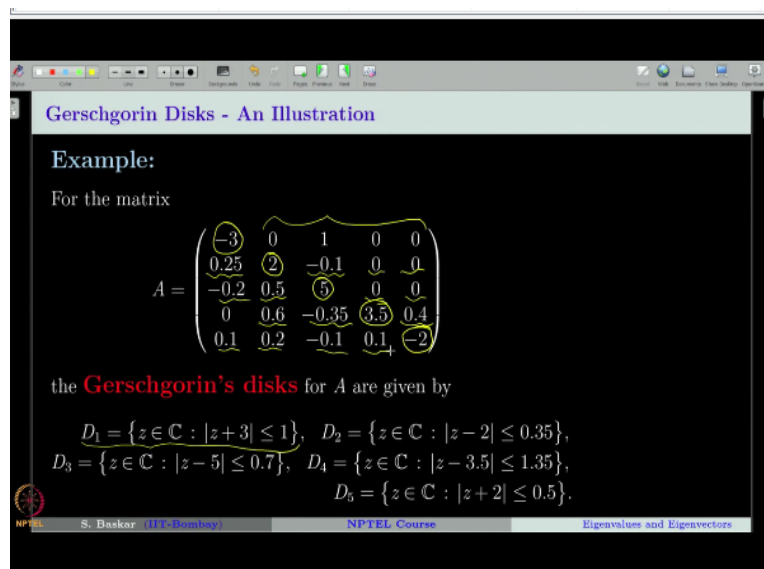 Gerschgorin Disks - An Illustration
Example:
For the matrix
A = ( −3 0 1 0 0
0.25 2 −0.1 0 0
−0.2 0.5 5 0 0
0 0.6 −0.35 3.5 0.4
0.1 0.2 −0.1 0.1 −2 )
the Gerschgorin's disks for A are given by
D₁ = {z ∈ ℂ : |z + 3| ≤ 1}, D₂ = {z ∈ ℂ : |z − 2| ≤ 0.35},
D₃ = {z ∈ ℂ : |z − 5| ≤ 0.7}, D₄ = {z ∈ ℂ : |z − 3.5| ≤ 1.35},
D₅ = {z ∈ ℂ : |z + 2| ≤ 0.5}.
NPTEL S. Baskar (IIT-Bombay) NPTEL Course Eigenvalues and Eigenvectors